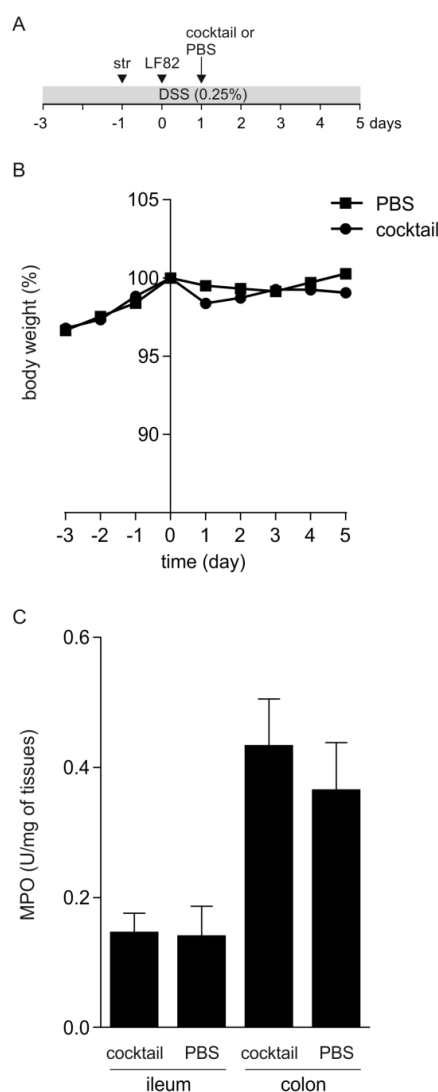 A
cocktail or
PBS
str LF82
DSS (0.25%)
-3 -1 0 1 2 3 4 5 days
B
105
100
95
90
body weight (%)
PBS
cocktail
-3 -2 -1 0 1 2 3 4 5
time (day)
C
0.6
0.4
0.2
0.0
MPO (U/mg of tissues)
cocktail PBS cocktail PBS
ileum colon